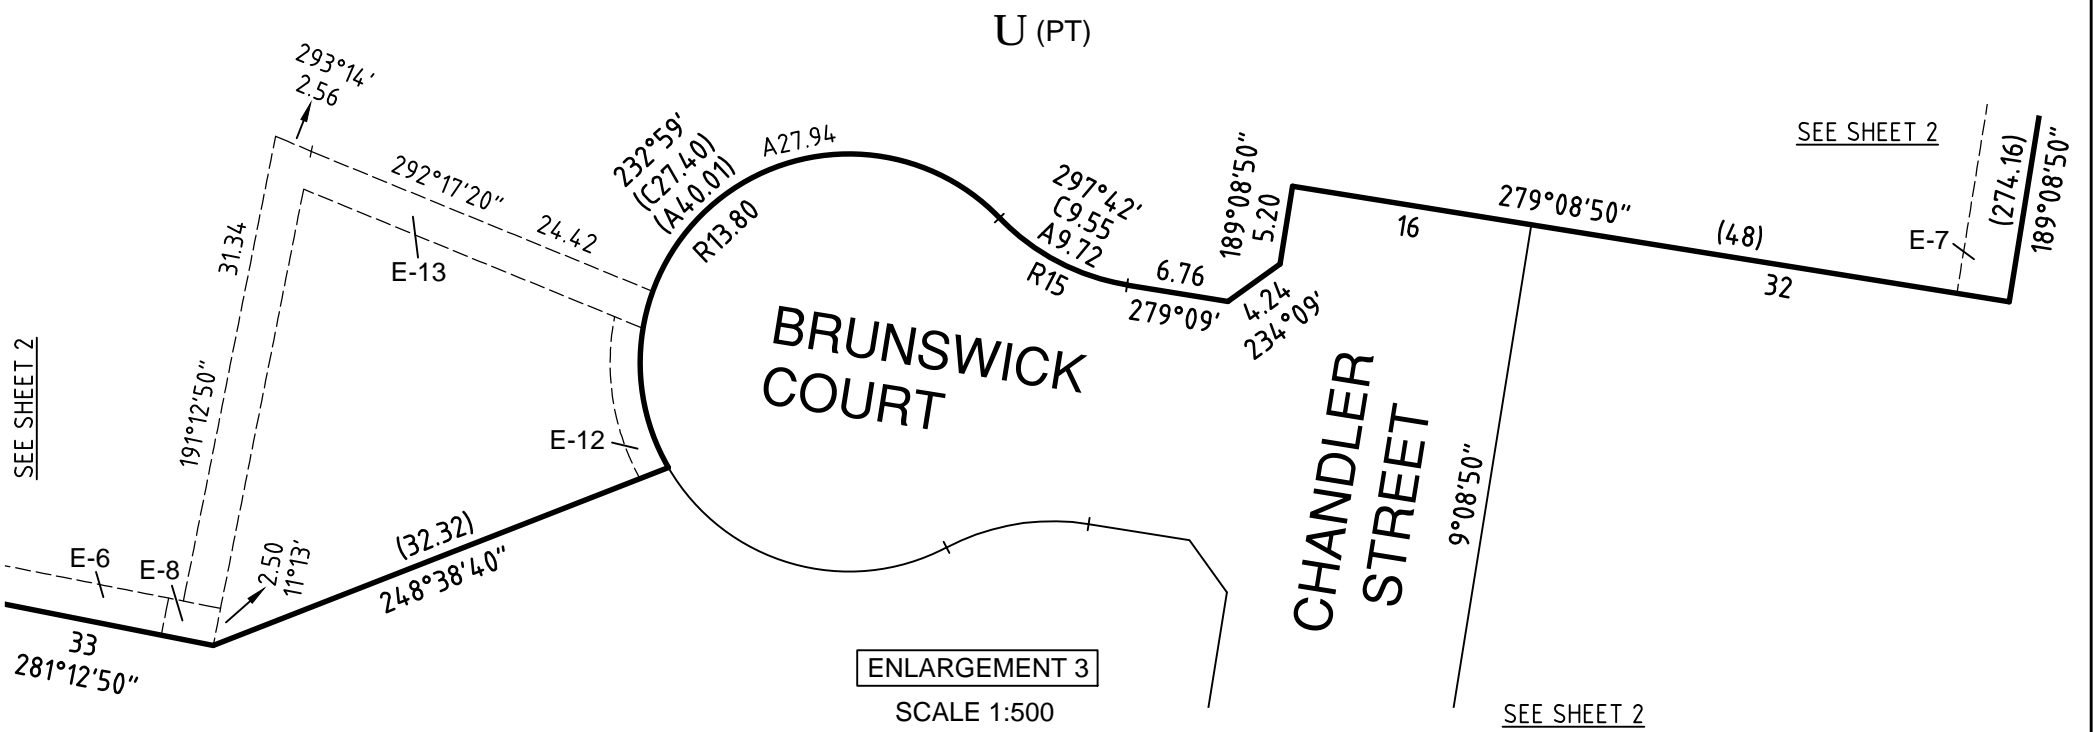 U (PT)
293°14'
2.56
292°17'20"
24.42
31.34
191°12'50"
E-13
232°59'
(C27.40)
(A40.01)
A27.94
R13.80
297°42'
C9.55
A9.72
R15
6.76
279°09'
189°08'50"
5.20
4.24
234°09'
16
279°08'50"
(48)
32
SEE SHEET 2
E-7
(274.16)
189°08'50"
SEE SHEET 2
BRUNSWICK
COURT
CHANDLER
STREET
9°08'50"
E-12
E-6
E-8
2.50
11°13'
(32.32)
248°38'40"
33
281°12'50"
ENLARGEMENT 3
SCALE 1:500
SEE SHEET 2